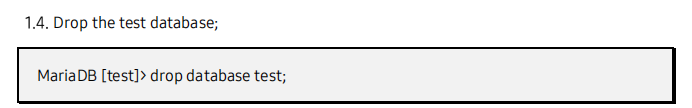 1.4. Drop the test database;
MariaDB [test]> drop database test;